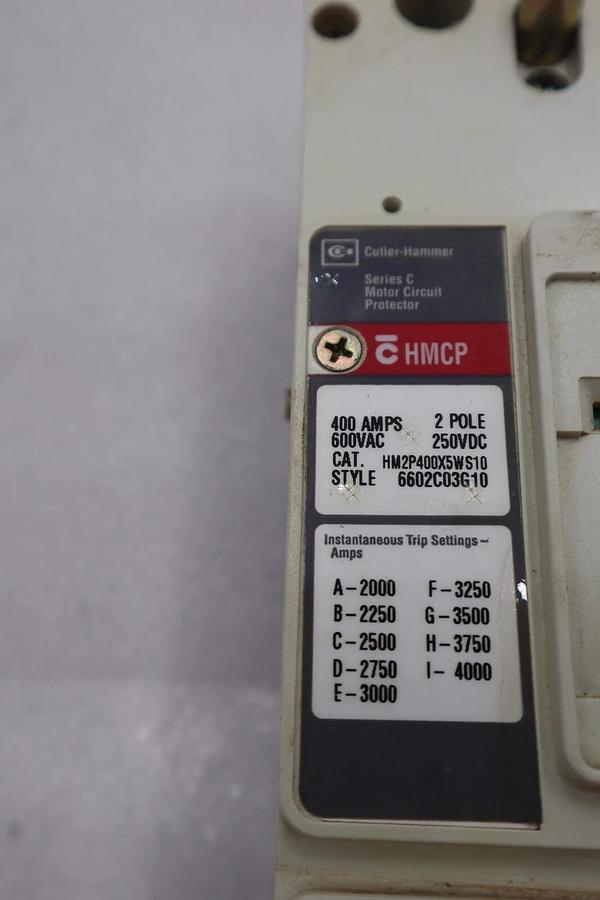 Cutler-Hammer
Series C
Motor Circuit
Protector
C HMCP
400 AMPS 2 POLE
600VAC 250VDC
CAT. HM2P400X5WS10
STYLE 6602C03G10
Instantaneous Trip Settings–
Amps
A–2000 F–3250
B–2250 G–3500
C–2500 H–3750
D–2750 I–4000
E–3000